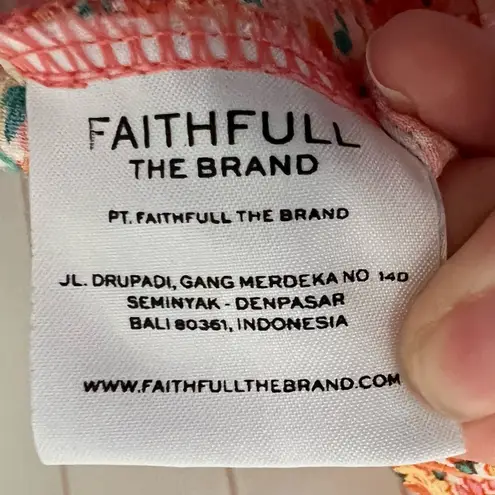 FAITHFULL
THE BRAND
PT. FAITHFULL THE BRAND
JL. DRUPADI, GANG MERDEKA NO 14D
SEMINYAK - DENPASAR
BALI 80361, INDONESIA
WWW.FAITHFULLTHEBRAND.COM